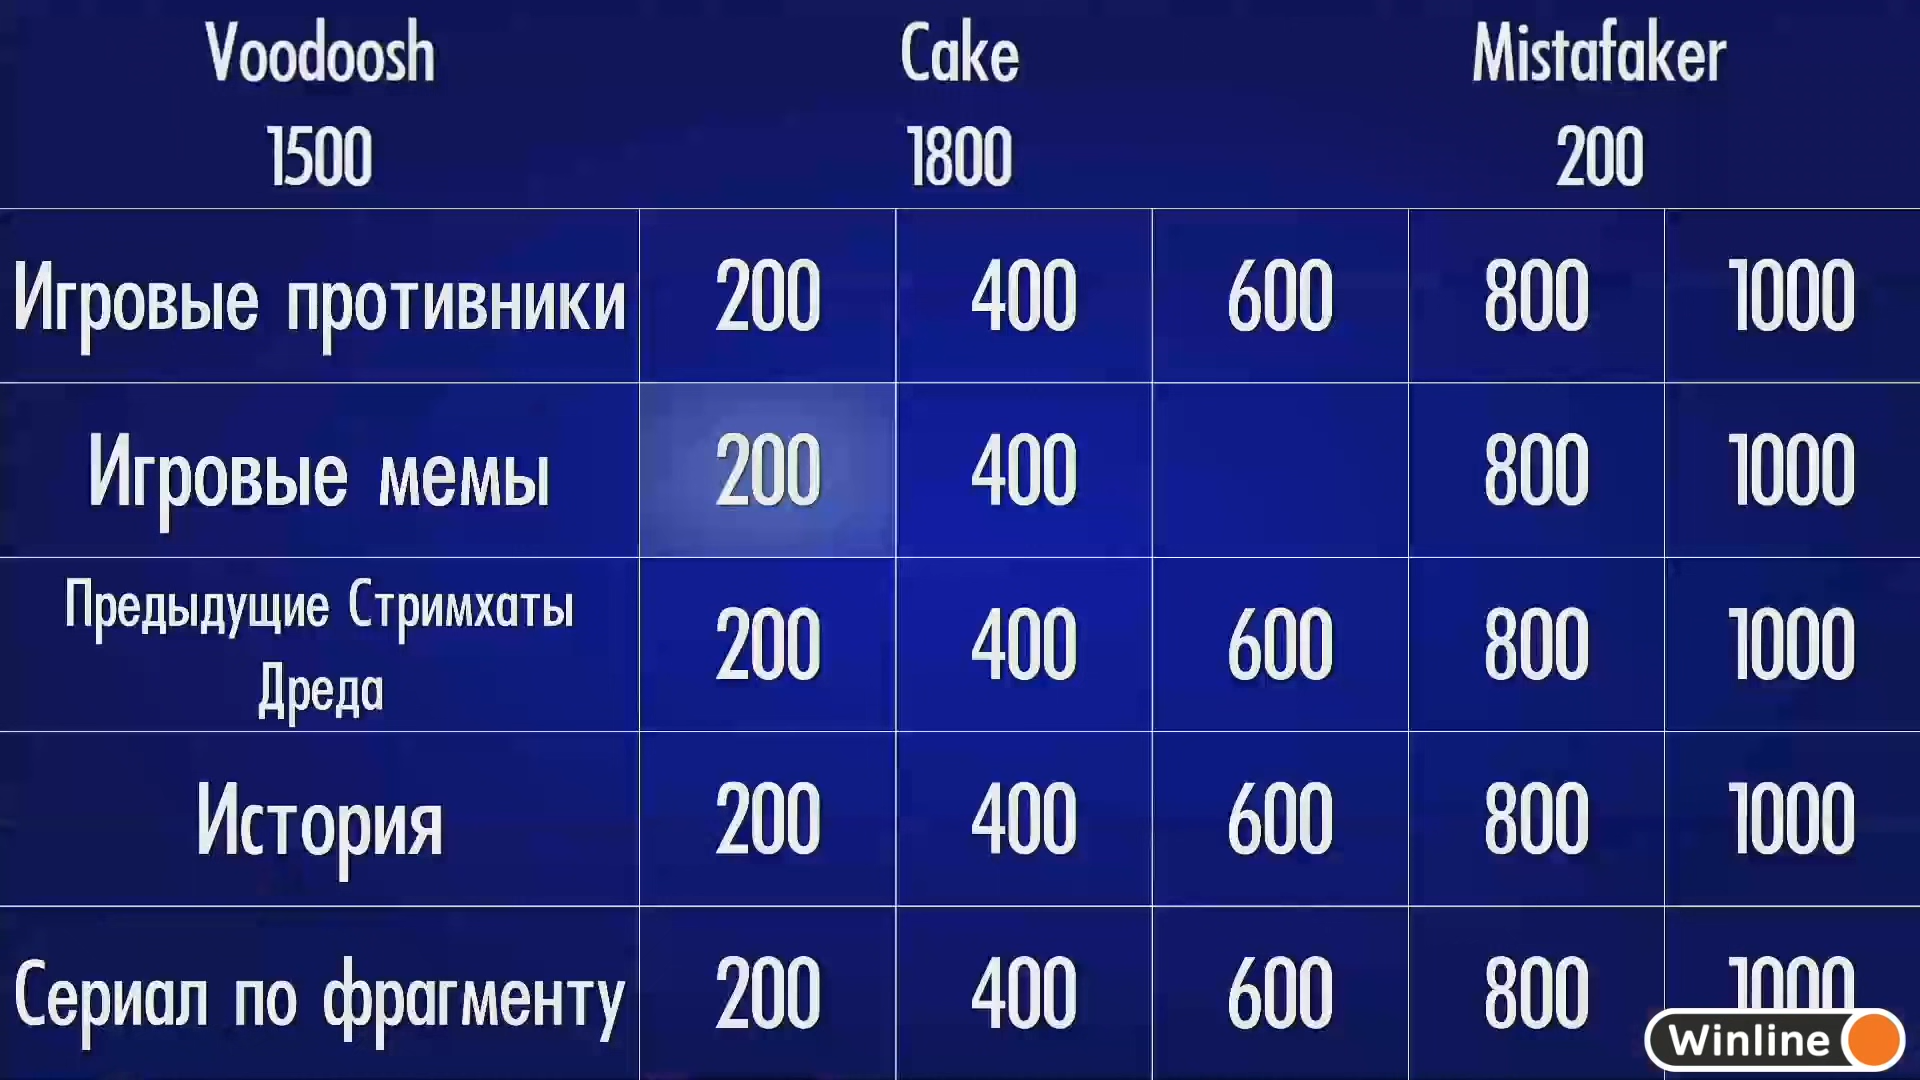 Voodoosh Cake Mistafaker
1500 1800 200
Игровые противники 200 400 600 800 1000
Игровые мемы 200 400 800 1000
Предыдущие Стримхаты
Дреда 200 400 600 800 1000
История 200 400 600 800 1000
Сериал по фрагменту 200 400 600 800 1000
Winline